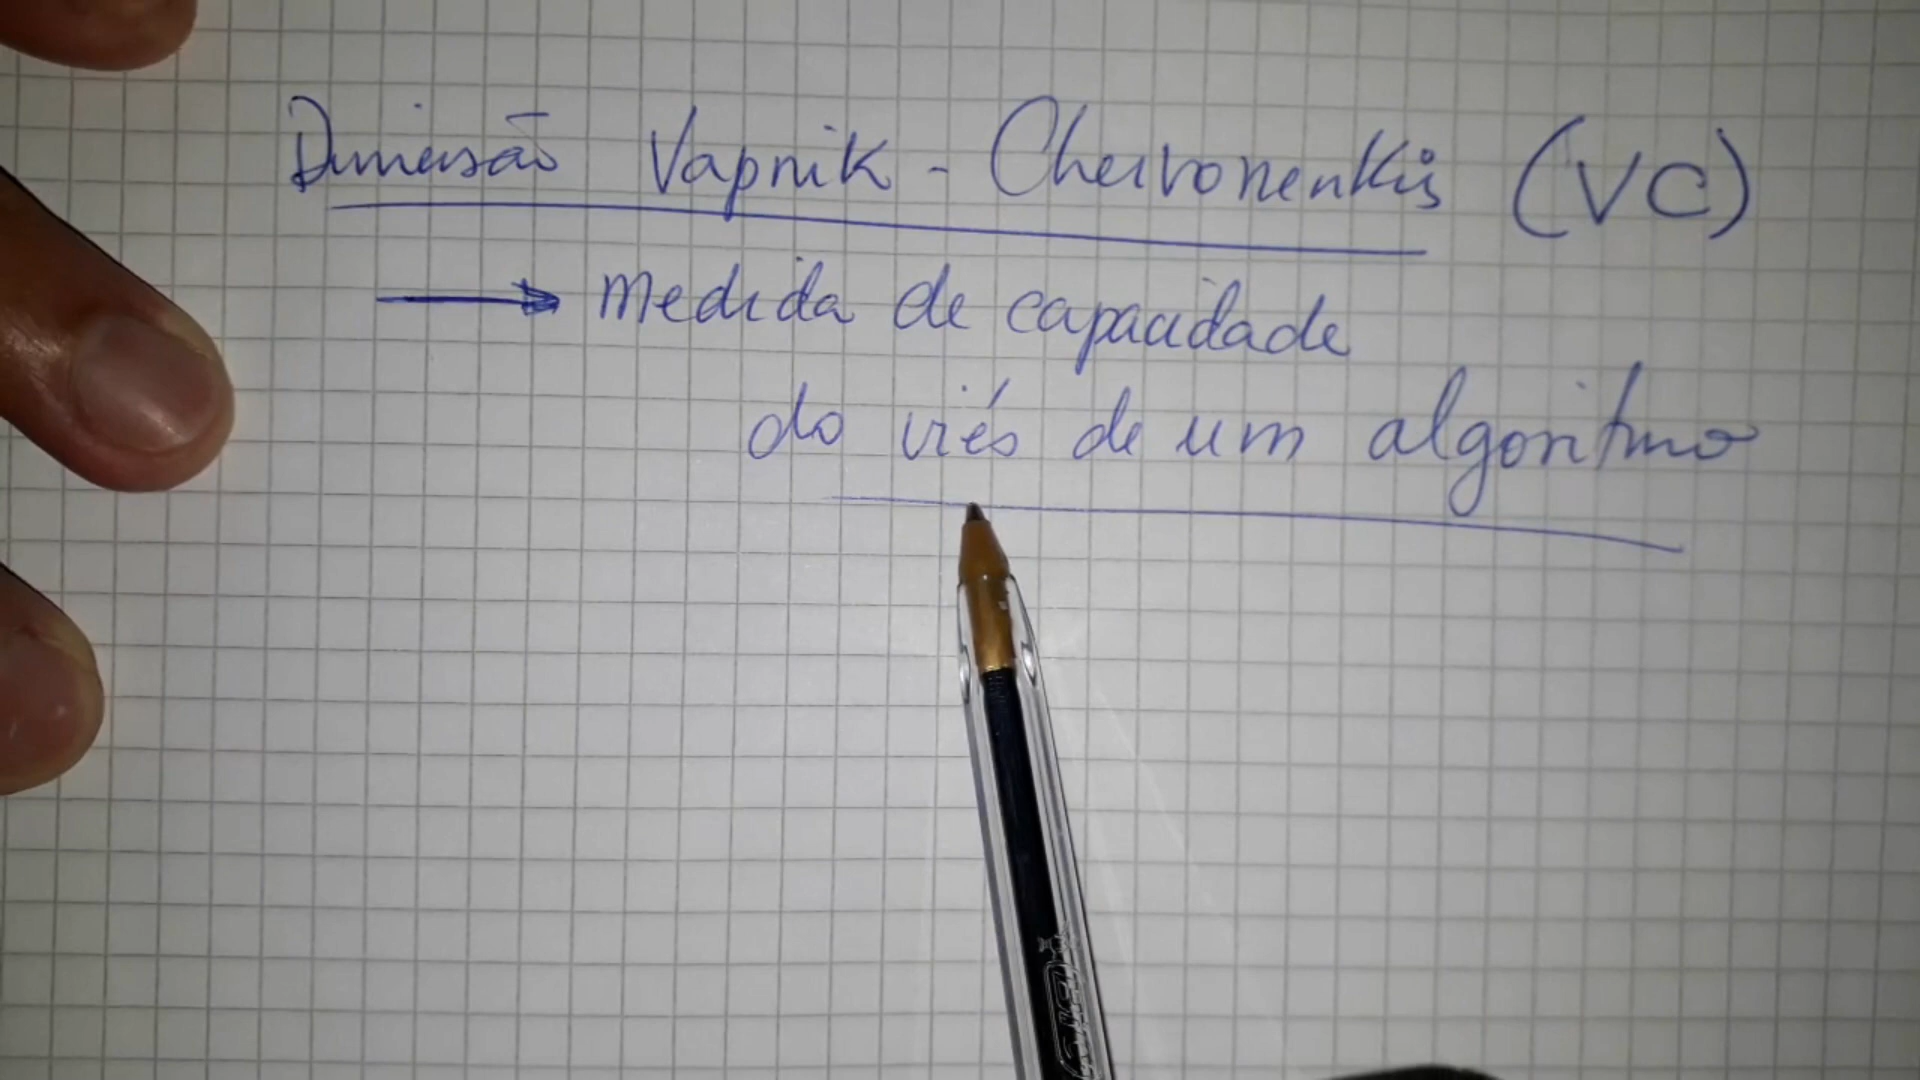 Dimensão Vapnik - Chervonenkis (VC)
→ medida de capacidade
do viés de um algoritmo